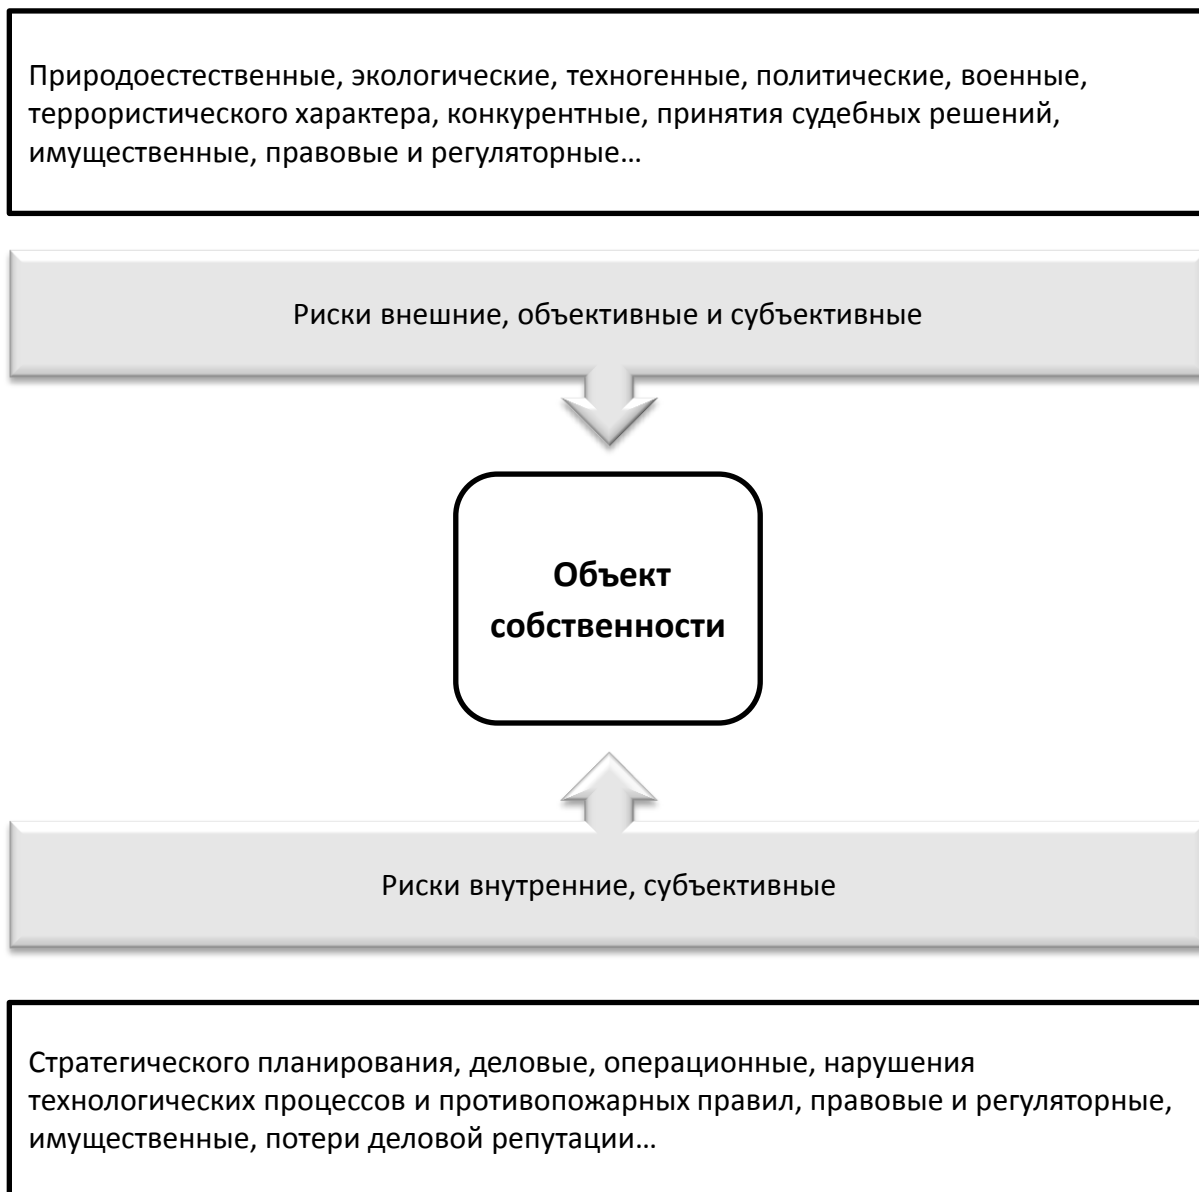 Природоестественные, экологические, техногенные, политические, военные,
террористического характера, конкурентные, принятия судебных решений,
имущественные, правовые и регуляторные…
Риски внешние, объективные и субъективные
Объект
собственности
Риски внутренние, субъективные
Стратегического планирования, деловые, операционные, нарушения
технологических процессов и противопожарных правил, правовые и регуляторные,
имущественные, потери деловой репутации…